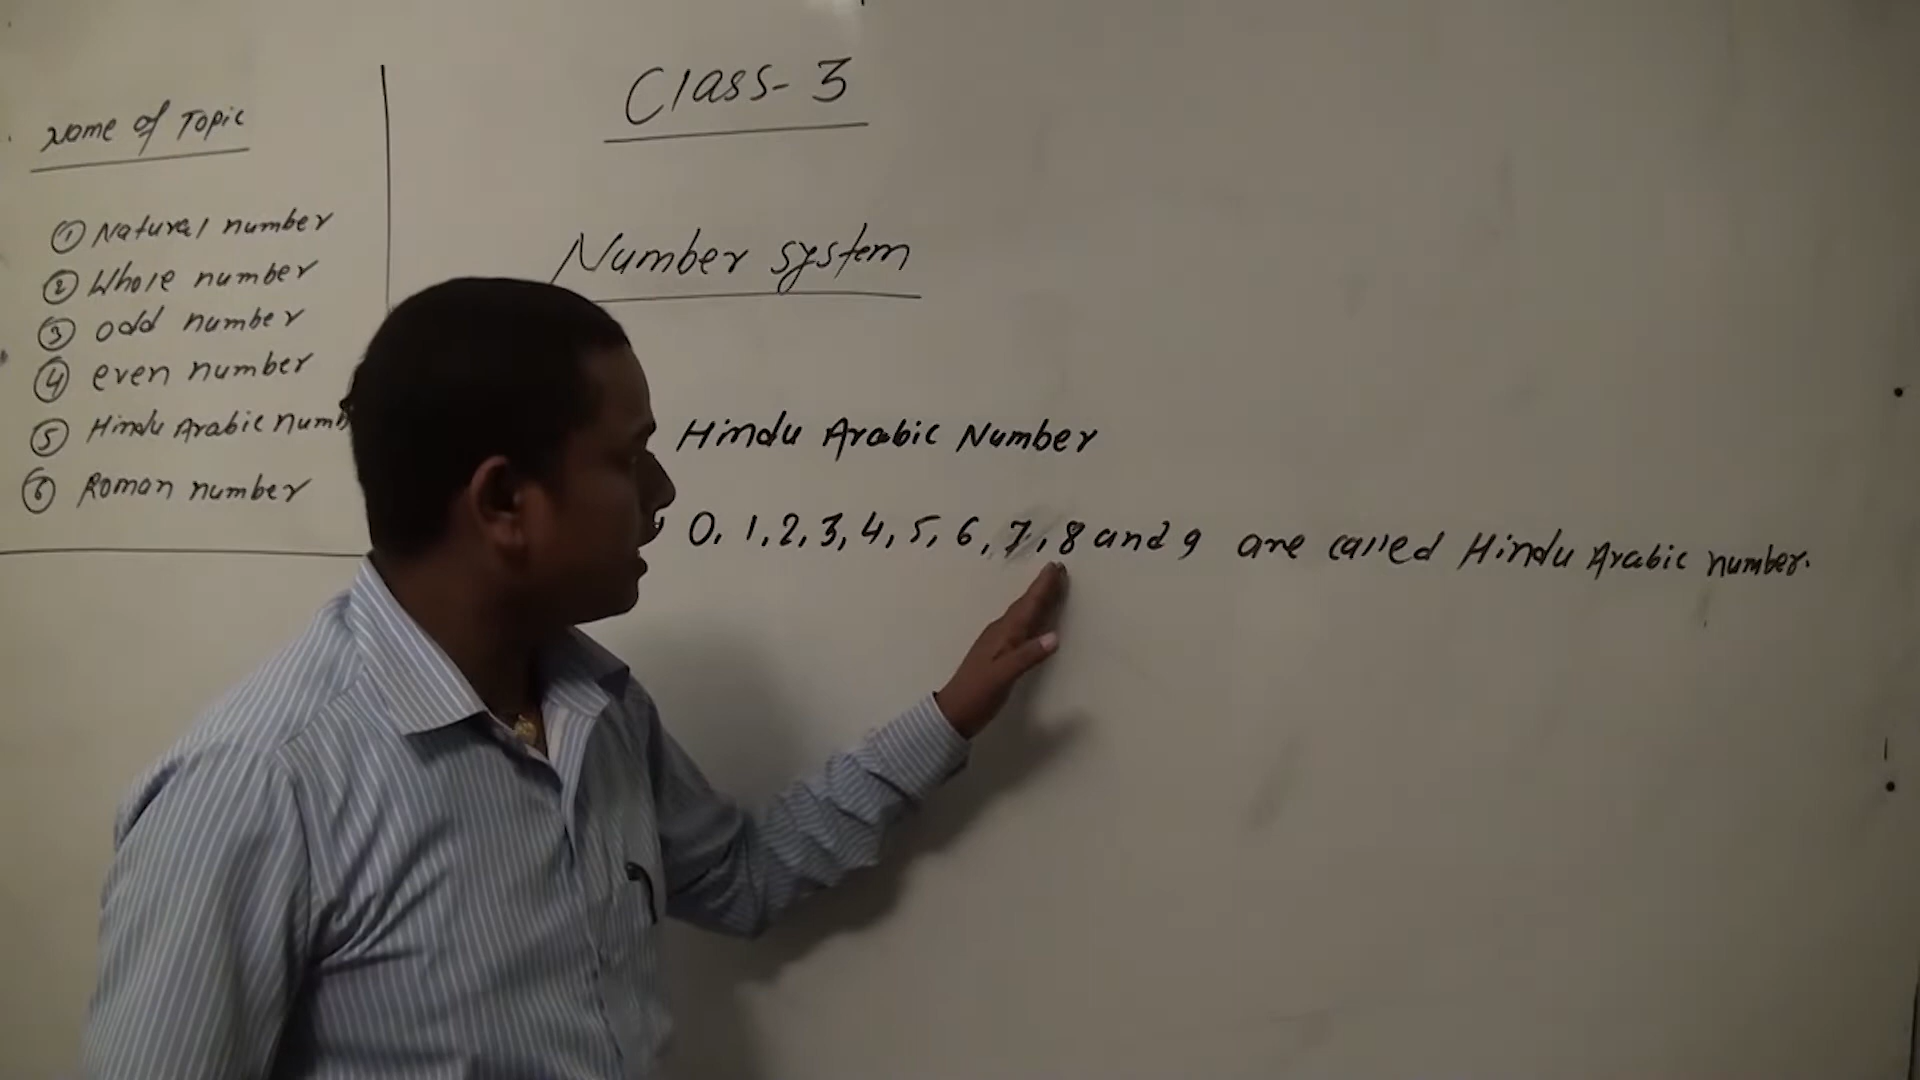 Class-3
Name of Topic
① Natural number
② Whole number
③ odd number
④ even number
⑤ Hindu Arabic
⑥ Roman number
Number system
Hindu Arabic Number
0, 1, 2, 3, 4, 5, 6, 7, 8 and 9 are called Hindu Arabic number.